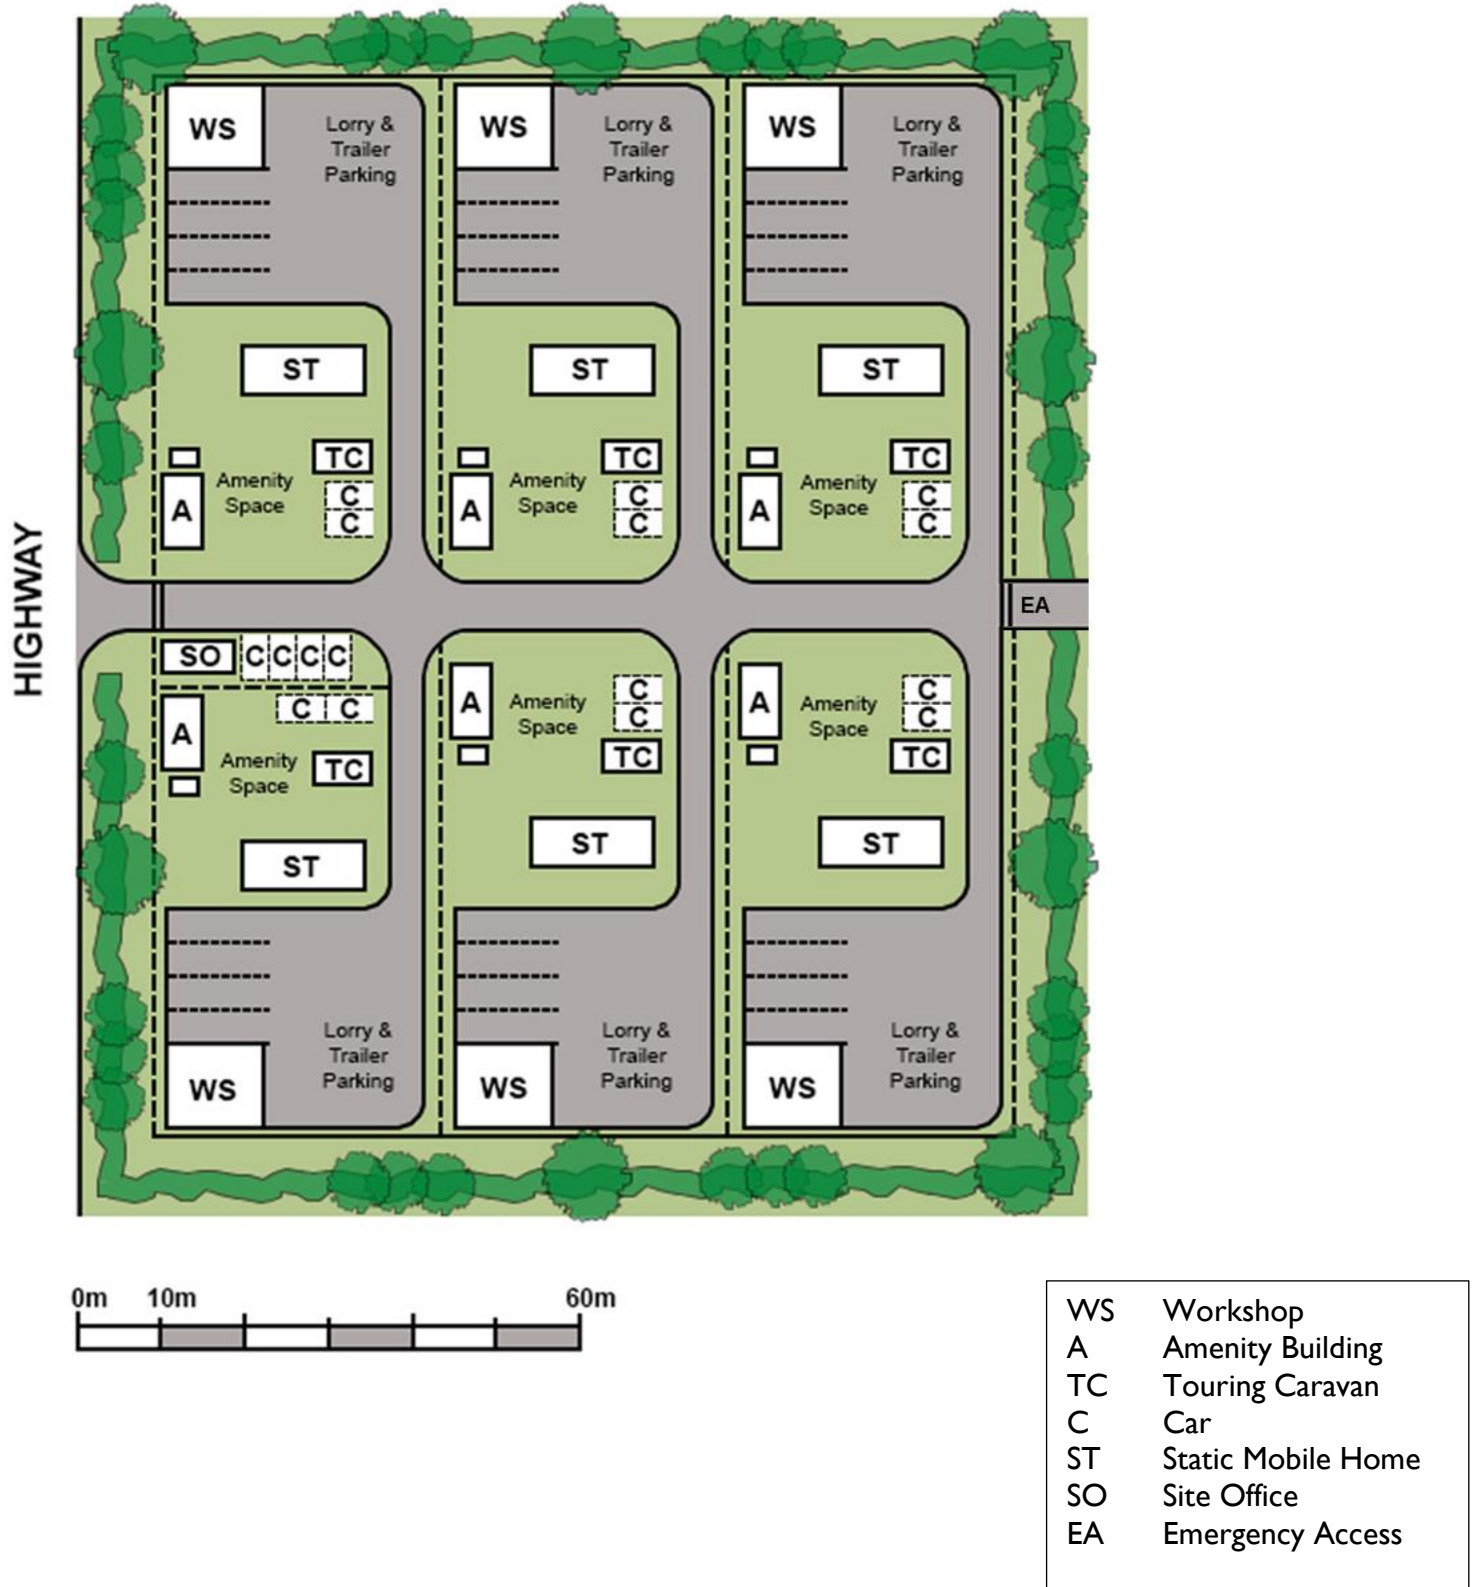 WS
Lorry &
Trailer
Parking
WS
Lorry &
Trailer
Parking
WS
Lorry &
Trailer
Parking
ST
ST
ST
TC
Amenity
Space
A
C
C
TC
Amenity
Space
A
C
C
TC
Amenity
Space
A
C
C
HIGHWAY
EA
SO C C C C
C C
A
Amenity
Space
TC
ST
A
Amenity
Space
C
C
TC
ST
A
Amenity
Space
C
C
TC
ST
Lorry &
Trailer
Parking
WS
Lorry &
Trailer
Parking
WS
Lorry &
Trailer
Parking
WS
0m 10m 60m
WS Workshop
A Amenity Building
TC Touring Caravan
C Car
ST Static Mobile Home
SO Site Office
EA Emergency Access